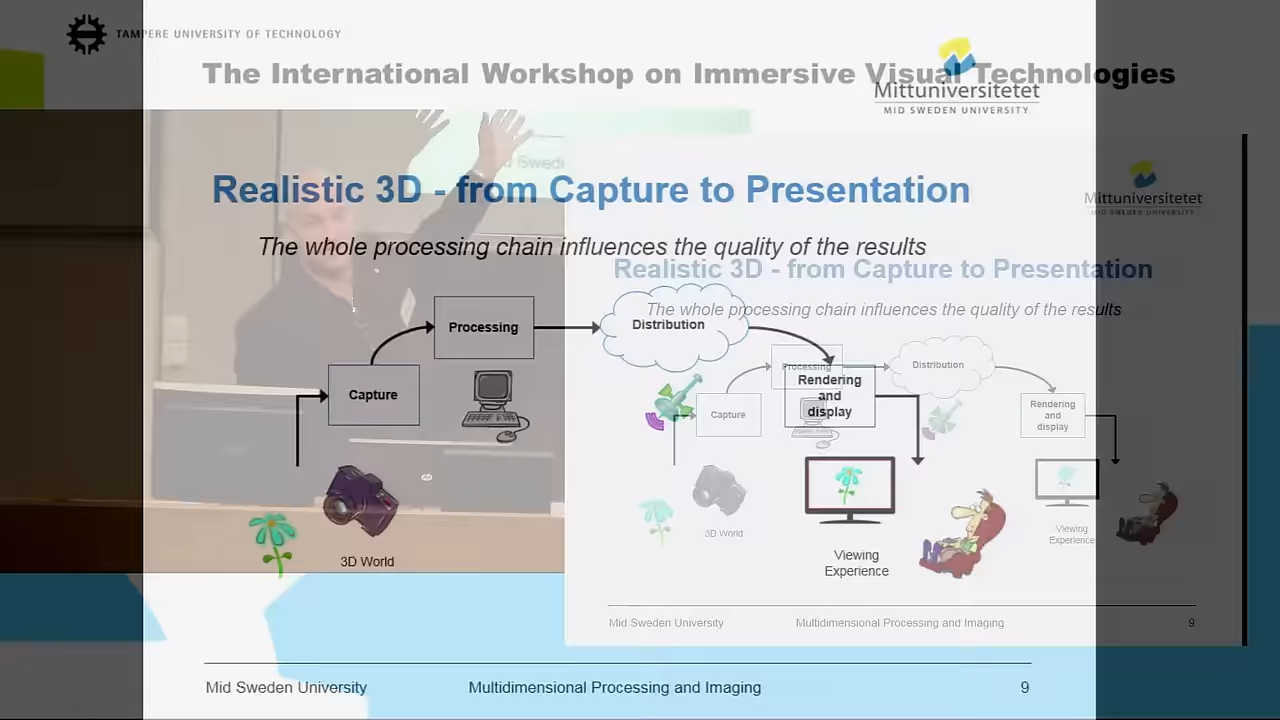 TAMPERE UNIVERSITY OF TECHNOLOGY
The International Workshop on Immersive Visual Technologies
Mittuniversitetet
MID SWEDEN UNIVERSITY
Realistic 3D - from Capture to Presentation
The whole processing chain influences the quality of the results
Processing
Distribution
Capture
Rendering
and
display
3D World
Viewing
Experience
Mid Sweden University
Multidimensional Processing and Imaging
9
Mittuniversitetet
MID SWEDEN UNIVERSITY
Realistic 3D - from Capture to Presentation
The whole processing chain influences the quality of the results
Processing
Distribution
Capture
Rendering
and
display
3D World
Viewing
Experience
Mid Sweden University
Multidimensional Processing and Imaging
9